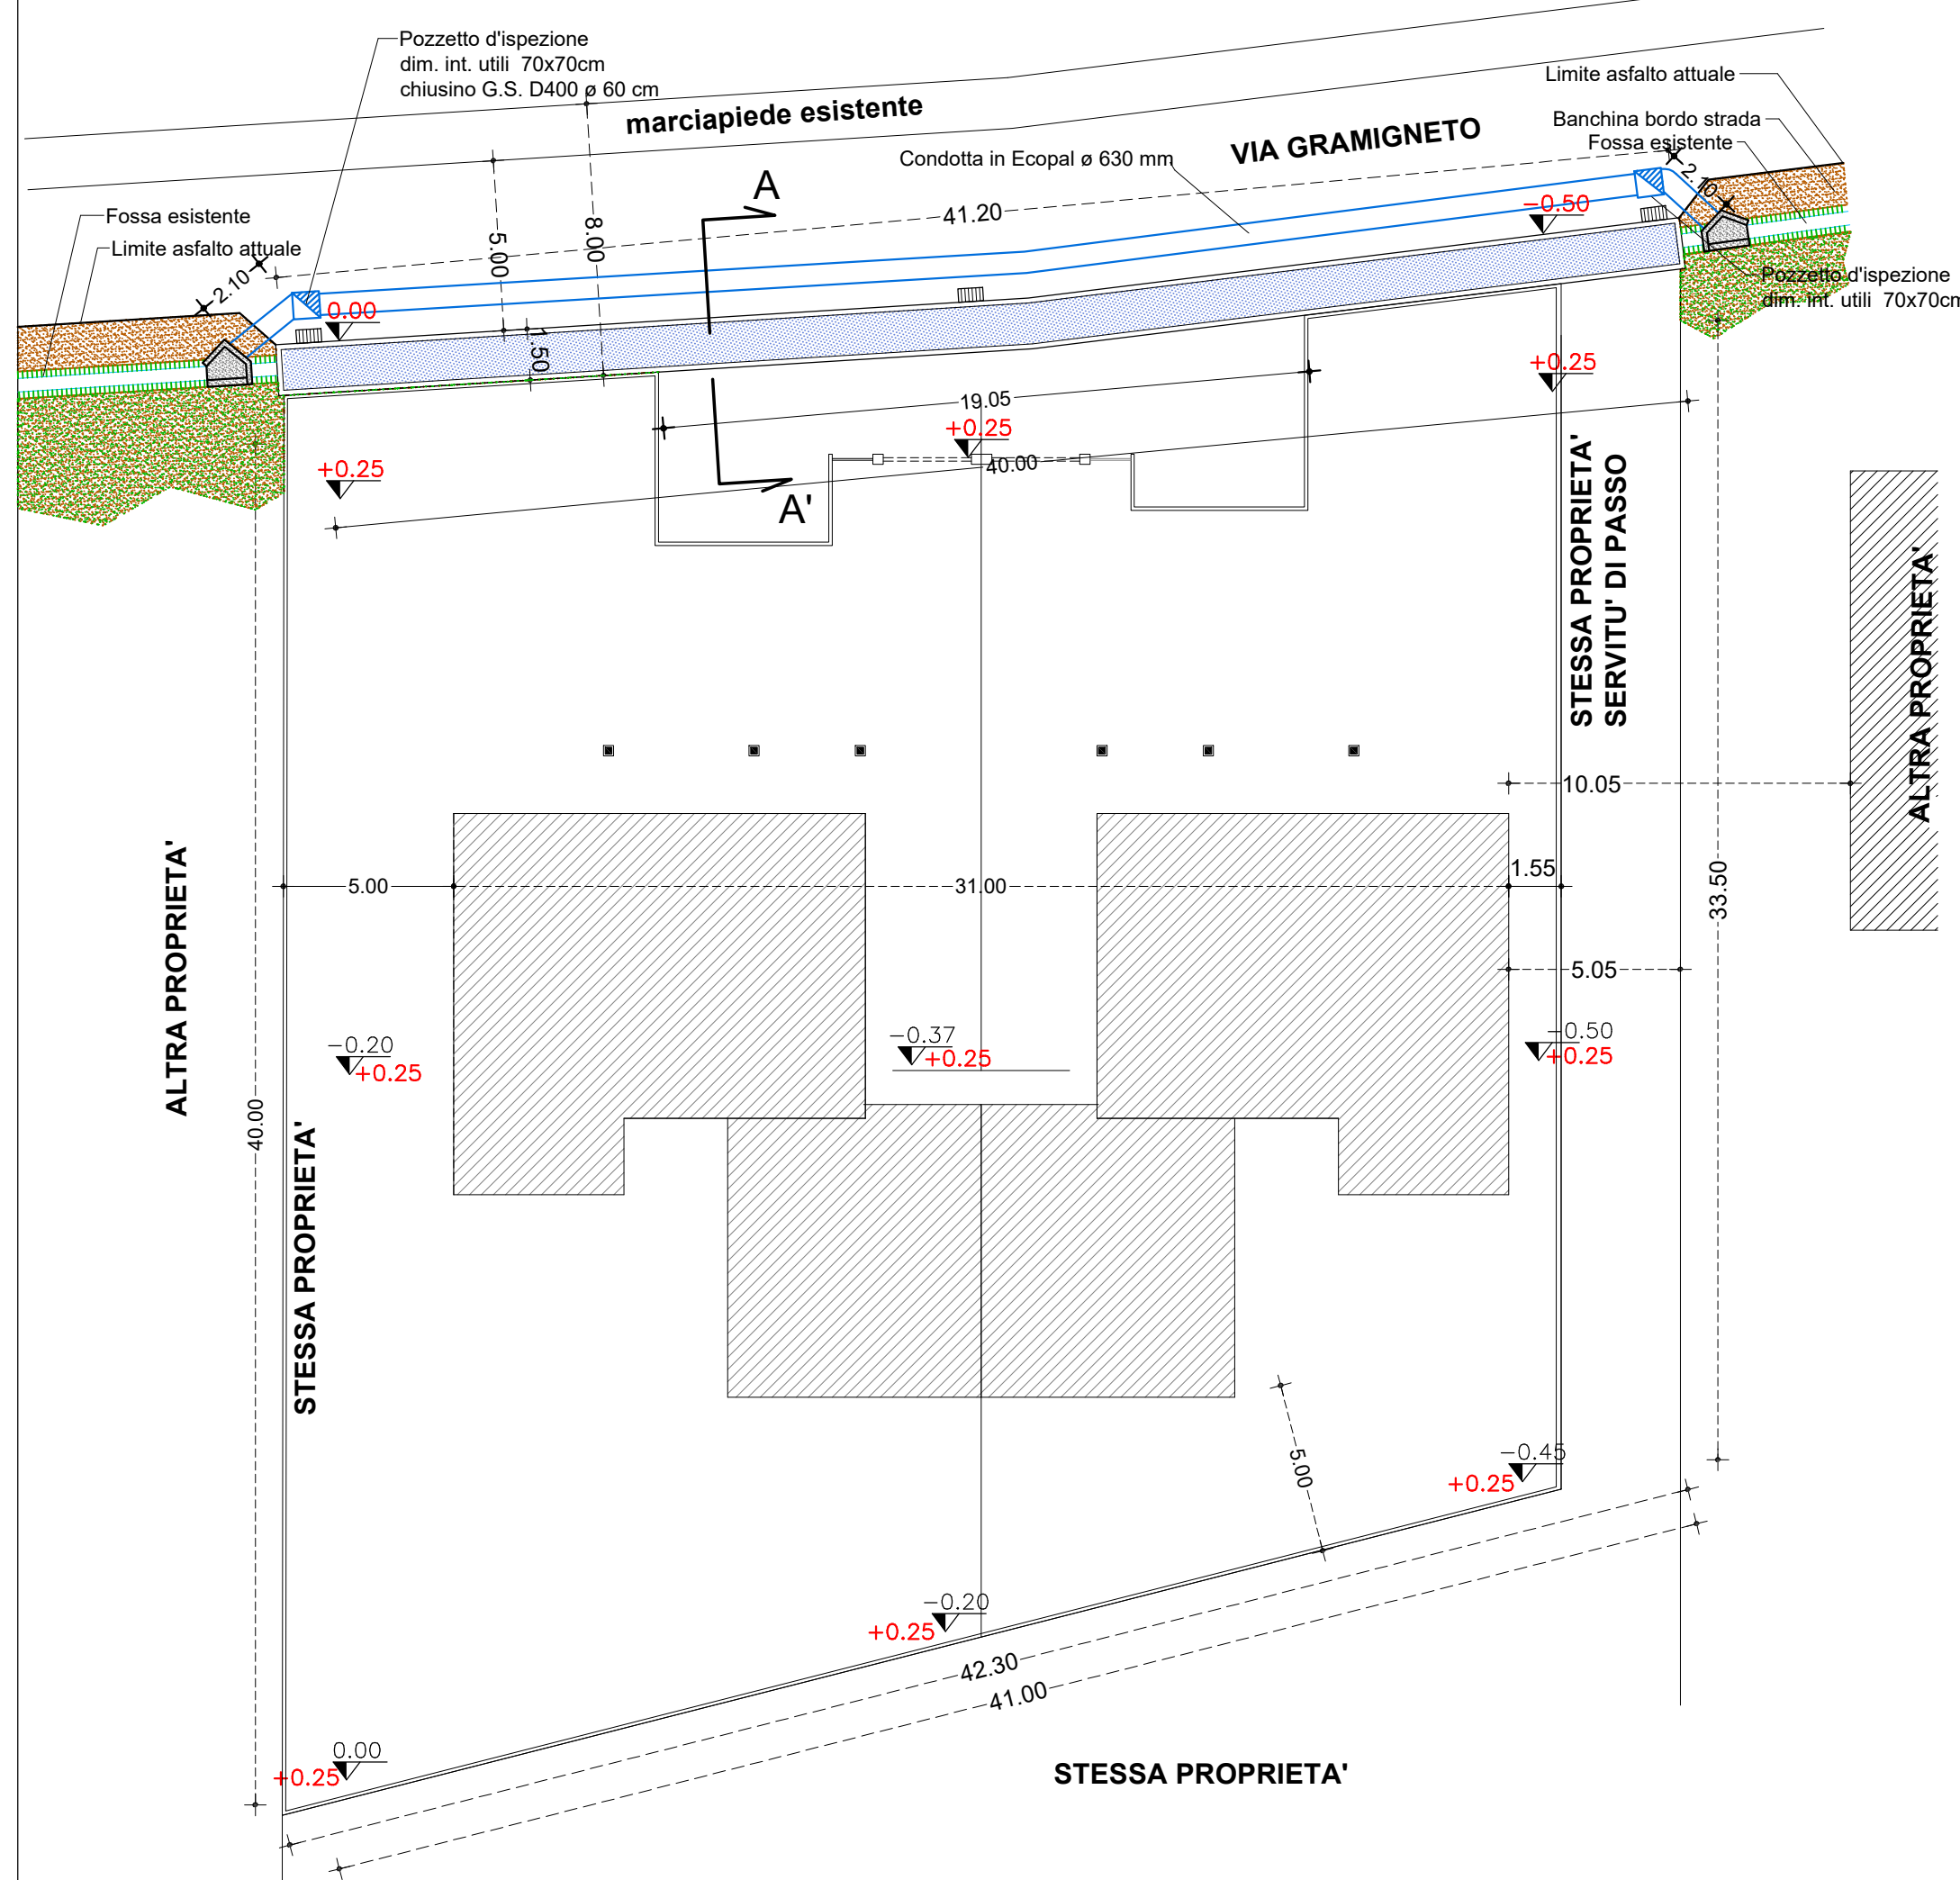 Pozzetto d'ispezione
dim. int. utili 70x70cm
chiusino G.S. D400 ø 60 cm
marciapiede esistente
VIA GRAMIGNETO
Limite asfalto attuale
Banchina bordo strada
Fossa esistente
Condotta in Ecopal ø 630 mm
Fossa esistente
Limite asfalto attuale
A
41.20
5.00
8.00
2.10
2.10
-0.50
0.00
1.50
Pozzetto d'ispezione
dim. int. utili 70x70cm
+0.25
19.05
+0.25
40.00
+0.25
A'
STESSA PROPRIETA'
SERVITU' DI PASSO
ALTRA PROPRIETA'
10.05
1.55
5.00
31.00
33.50
5.05
ALTRA PROPRIETA'
-0.20
+0.25
-0.37
+0.25
-0.50
+0.25
40.00
STESSA PROPRIETA'
5.00
-0.45
+0.25
-0.20
+0.25
42.30
41.00
0.00
+0.25
STESSA PROPRIETA'